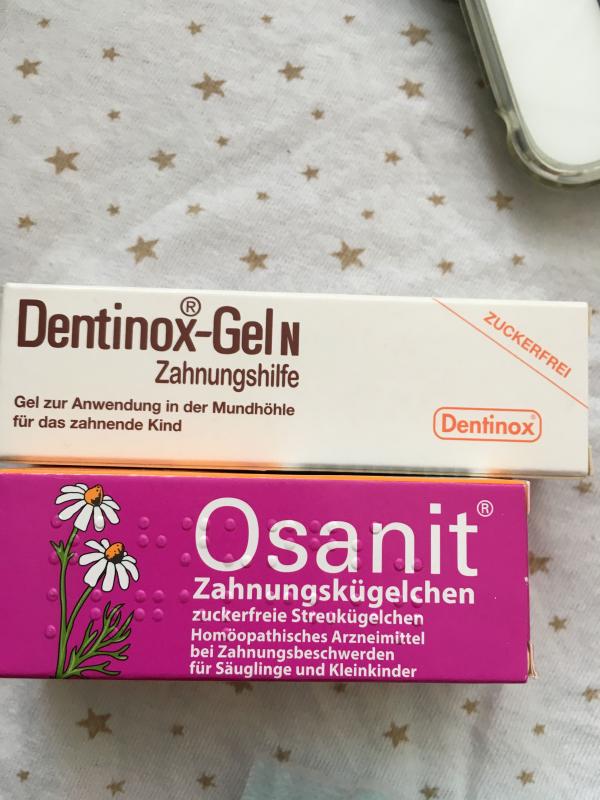 Dentinox®-Gel N
Zahnungshilfe
Gel zur Anwendung in der Mundhöhle
für das zahnende Kind
ZUCKERFREI
Dentinox®
Osanit®
Zahnungskügelchen
zuckerfreie Streukügelchen
Homöopathisches Arzneimittel
bei Zahnungsbeschwerden
für Säuglinge und Kleinkinder